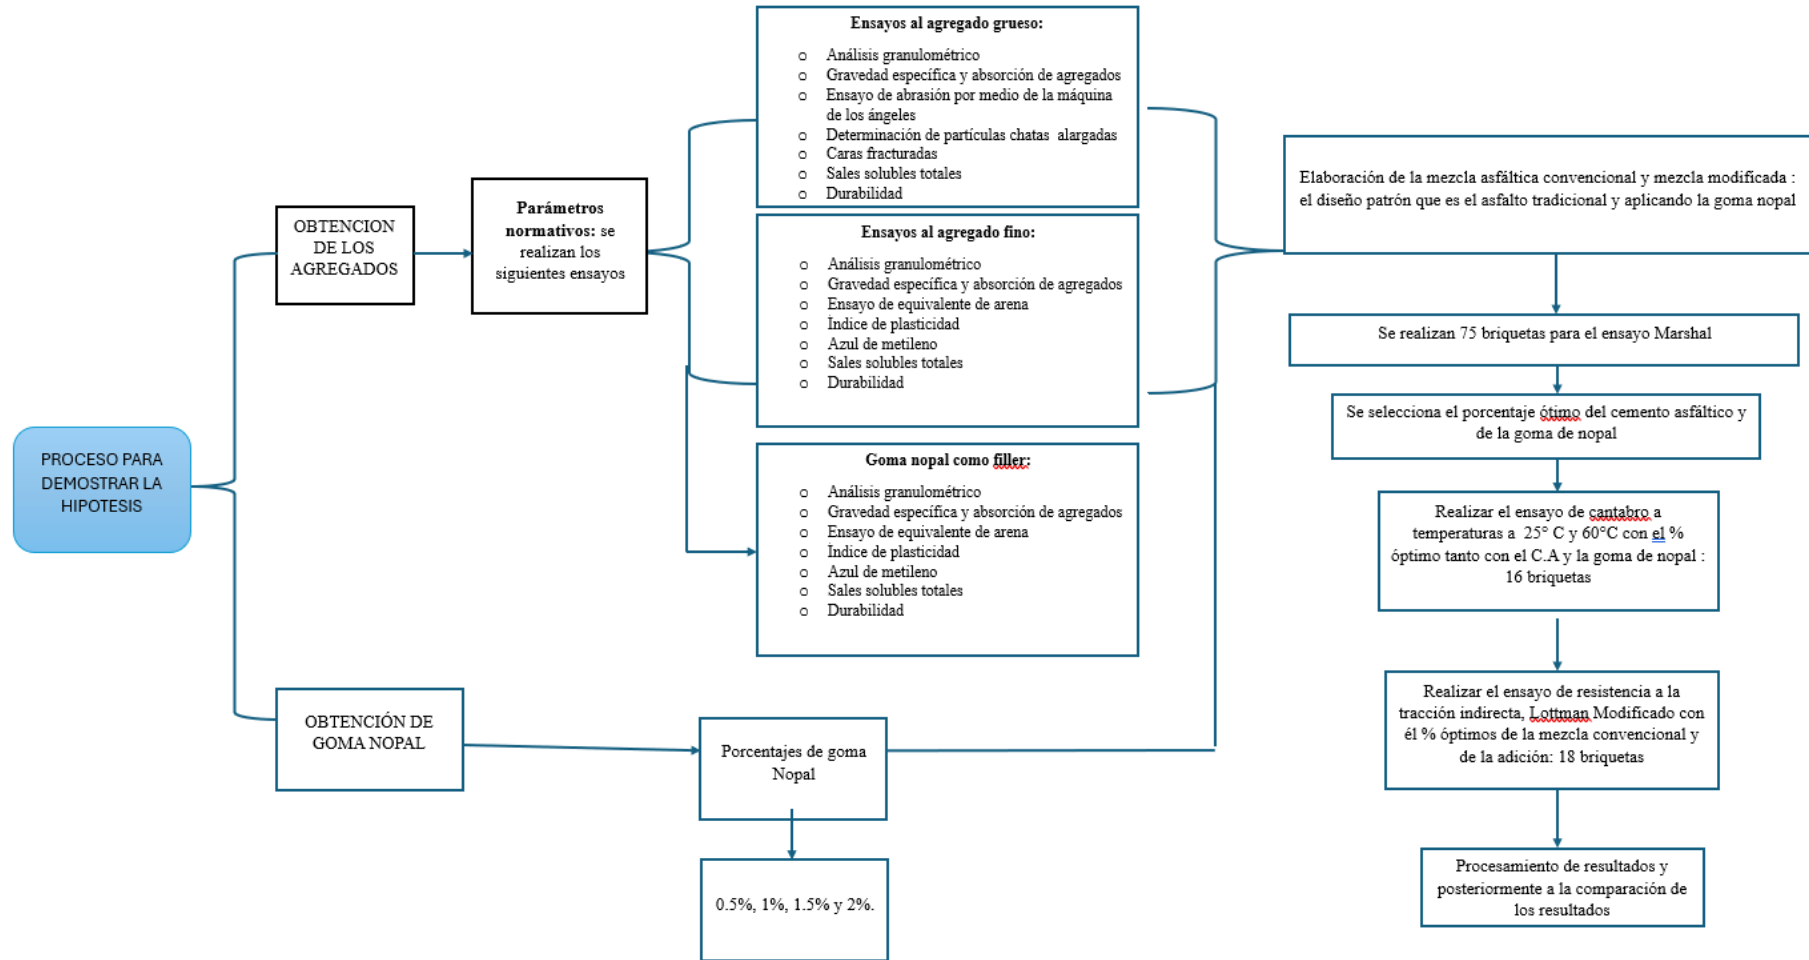 PROCESO PARA
DEMOSTRAR LA
HIPOTESIS
OBTENCION
DE LOS
AGREGADOS
Parámetros
normativos: se
realizan los
siguientes ensayos
Ensayos al agregado grueso:
o Análisis granulométrico
o Gravedad específica y absorción de agregados
o Ensayo de abrasión por medio de la máquina
de los ángeles
o Determinación de partículas chatas alargadas
o Caras fracturadas
o Sales solubles totales
o Durabilidad
Ensayos al agregado fino:
o Análisis granulométrico
o Gravedad específica y absorción de agregados
o Ensayo de equivalente de arena
o Índice de plasticidad
o Azul de metileno
o Sales solubles totales
o Durabilidad
Goma nopal como filler:
o Análisis granulométrico
o Gravedad específica y absorción de agregados
o Ensayo de equivalente de arena
o Índice de plasticidad
o Azul de metileno
o Sales solubles totales
o Durabilidad
OBTENCIÓN DE
GOMA NOPAL
Porcentajes de goma
Nopal
0.5%, 1%, 1.5% y 2%.
Elaboración de la mezcla asfáltica convencional y mezcla modificada :
el diseño patrón que es el asfalto tradicional y aplicando la goma nopal
Se realizan 75 briquetas para el ensayo Marshal
Se selecciona el porcentaje ótimo del cemento asfáltico y
de la goma de nopal
Realizar el ensayo de cantabro a
temperaturas a 25° C y 60°C con el %
óptimo tanto con el C.A y la goma de nopal :
16 briquetas
Realizar el ensayo de resistencia a la
tracción indirecta, Lottman Modificado con
él % óptimos de la mezcla convencional y
de la adición: 18 briquetas
Procesamiento de resultados y
posteriormente a la comparación de
los resultados